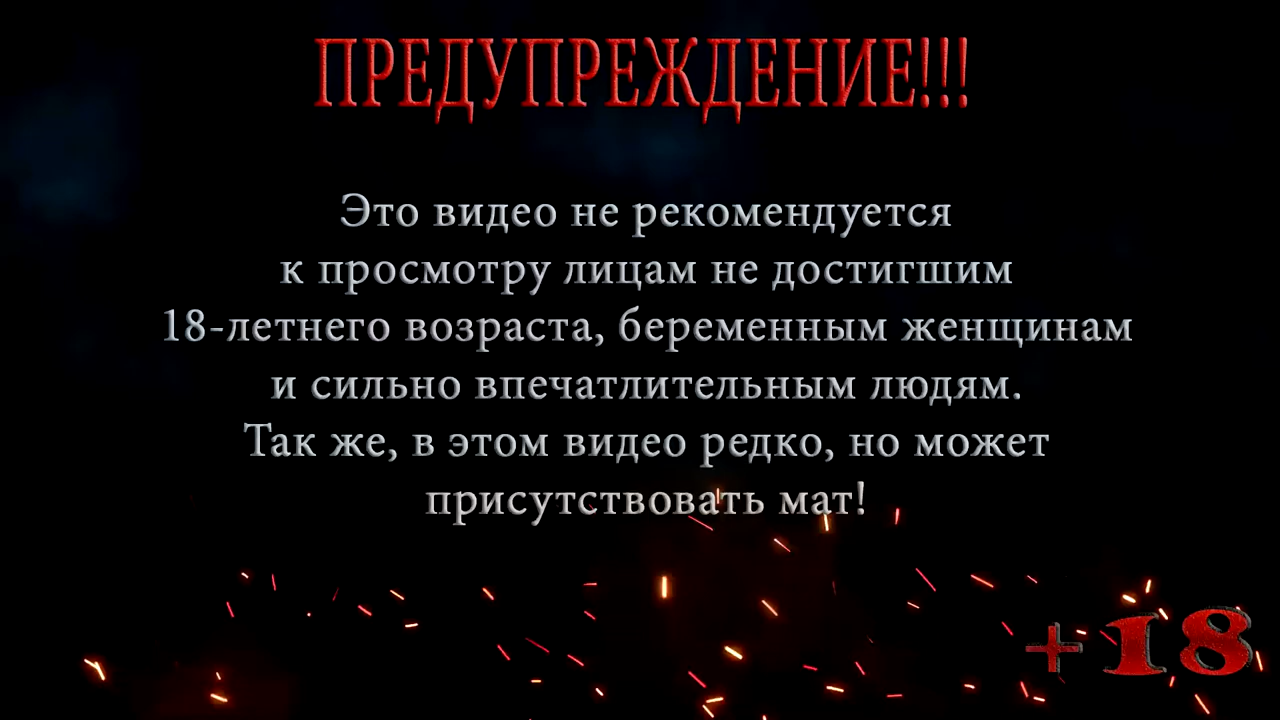 ПРЕДУПРЕЖДЕНИЕ!!!
Это видео не рекомендуется
к просмотру лицам не достигшим
18-летнего возраста, беременным женщинам
и сильно впечатлительным людям.
Так же, в этом видео редко, но может
присутствовать мат!
+18